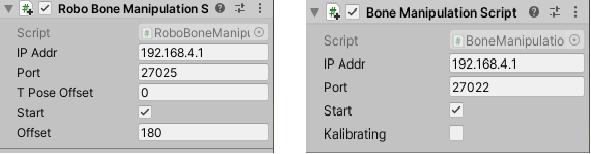 Robo Bone Manipulation S
Script RoboBoneManipu
IP Addr 192.168.4.1
Port 27025
T Pose Offset 0
Start
Offset 180
Bone Manipulation Script
Script BoneManipulatio
IP Addr 192.168.4.1
Port 27022
Start
Kalibrating